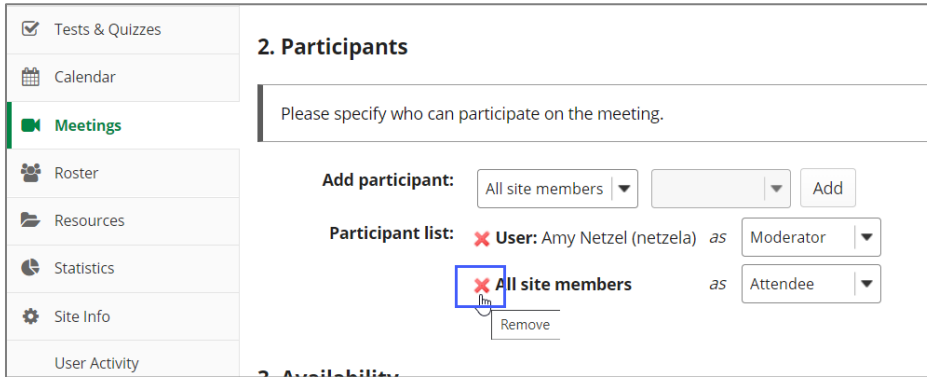 Tests & Quizzes
Calendar
Meetings
Roster
Resources
Statistics
Site Info
User Activity
2. Participants
Please specify who can participate on the meeting.
Add participant: All site members Add
Participant list: User: Amy Netzel (netzela) as Moderator
All site members as Attendee
Remove
3. Availability